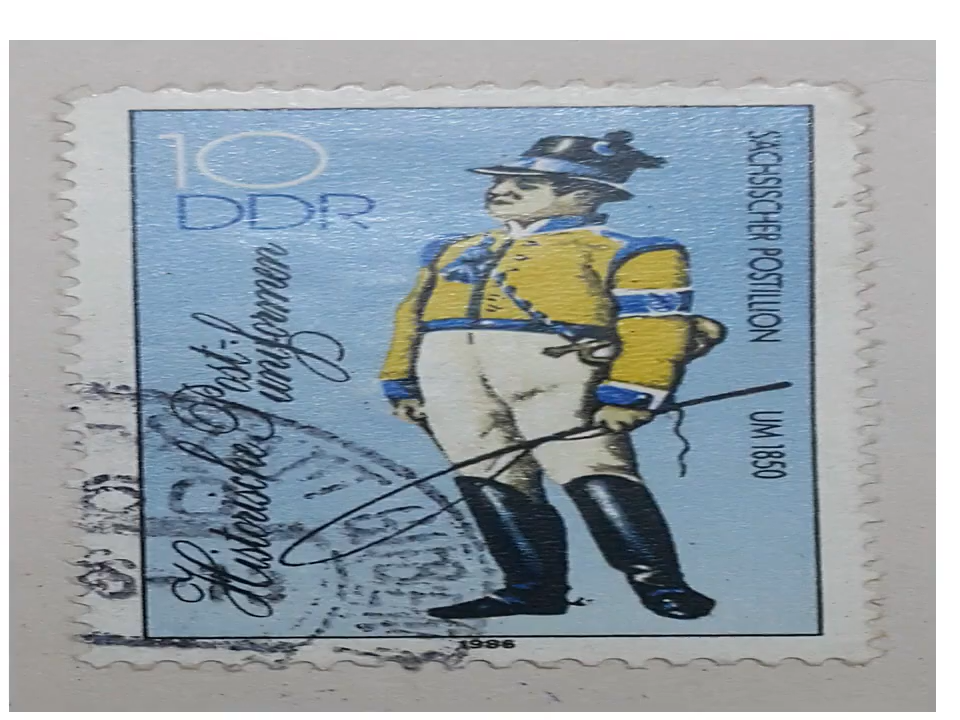 10
DDR
Historische Post-
uniformen
SÄCHSISCHER POSTILLION UM 1850
1986